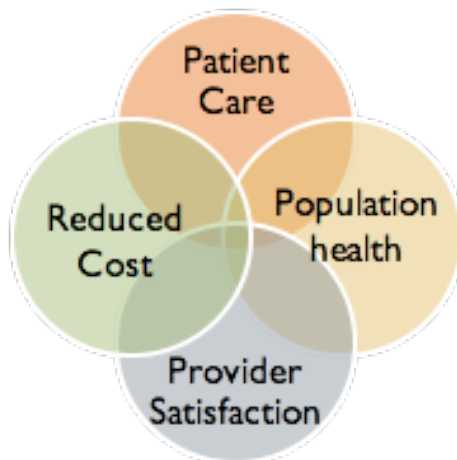 Patient
Care
Reduced
Cost
Population
health
Provider
Satisfaction